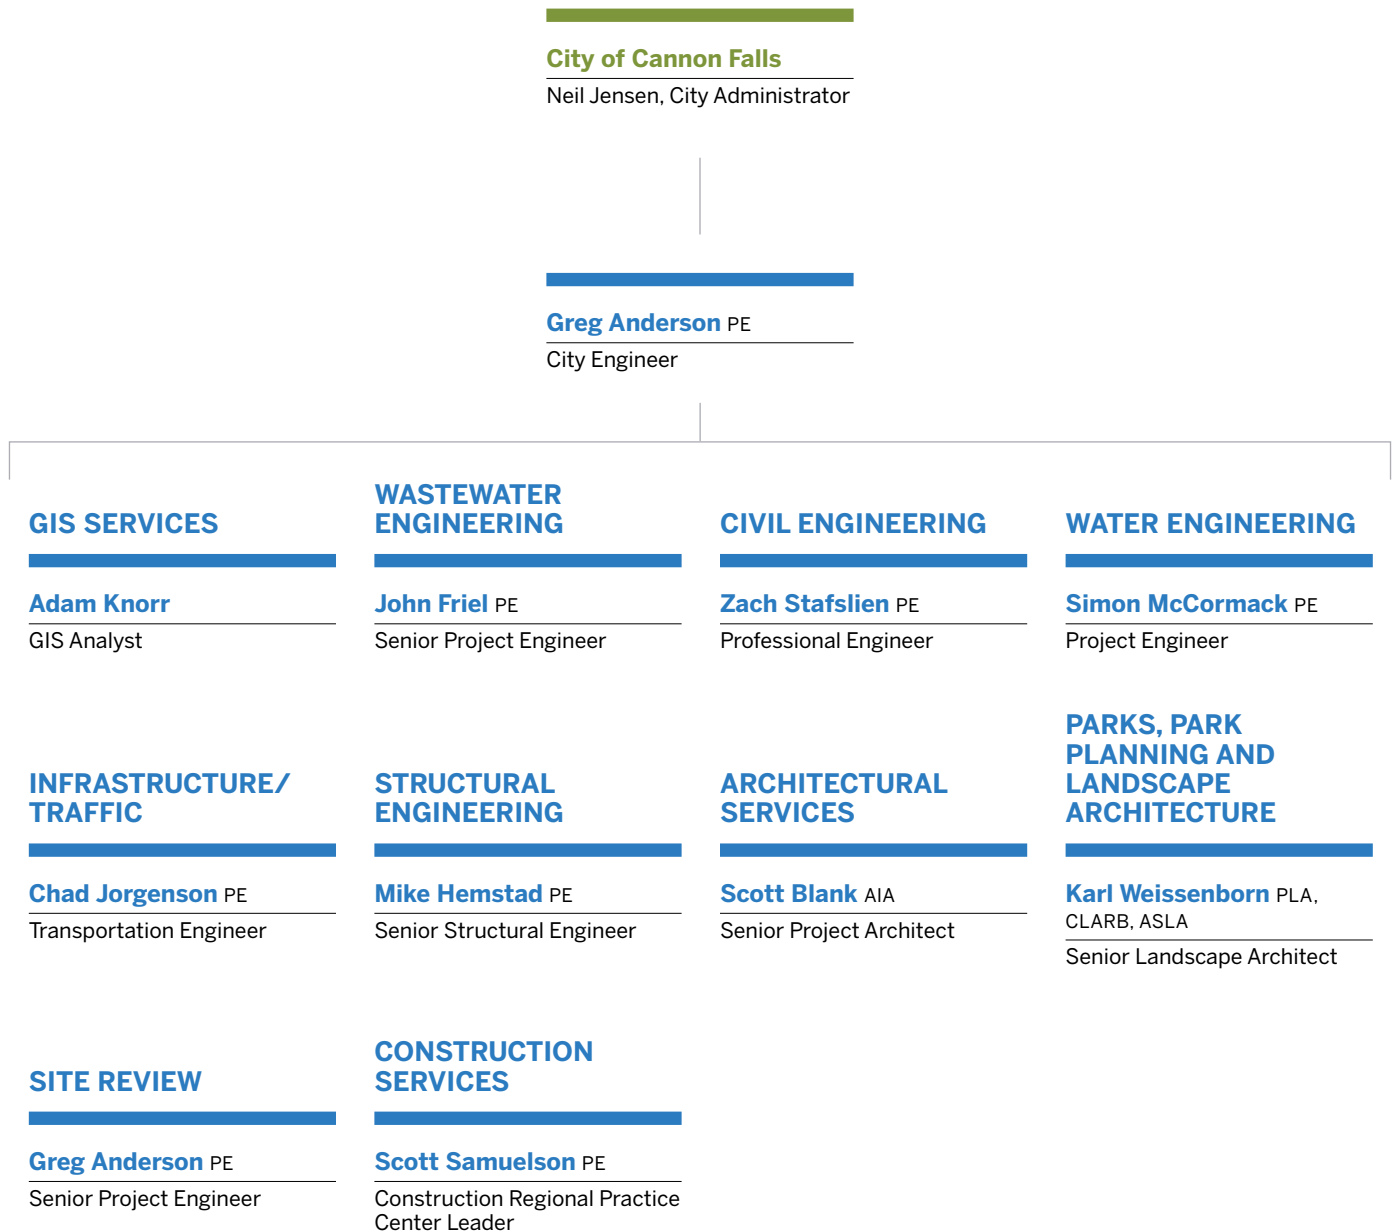 City of Cannon Falls
Neil Jensen, City Administrator
Greg Anderson PE
City Engineer
GIS SERVICES
Adam Knorr
GIS Analyst
WASTEWATER
ENGINEERING
John Friel PE
Senior Project Engineer
CIVIL ENGINEERING
Zach Stafslien PE
Professional Engineer
WATER ENGINEERING
Simon McCormack PE
Project Engineer
INFRASTRUCTURE/
TRAFFIC
Chad Jorgenson PE
Transportation Engineer
STRUCTURAL
ENGINEERING
Mike Hemstad PE
Senior Structural Engineer
ARCHITECTURAL
SERVICES
Scott Blank AIA
Senior Project Architect
PARKS, PARK
PLANNING AND
LANDSCAPE
ARCHITECTURE
Karl Weissenborn PLA,
CLARB, ASLA
Senior Landscape Architect
SITE REVIEW
Greg Anderson PE
Senior Project Engineer
CONSTRUCTION
SERVICES
Scott Samuelson PE
Construction Regional Practice
Center Leader